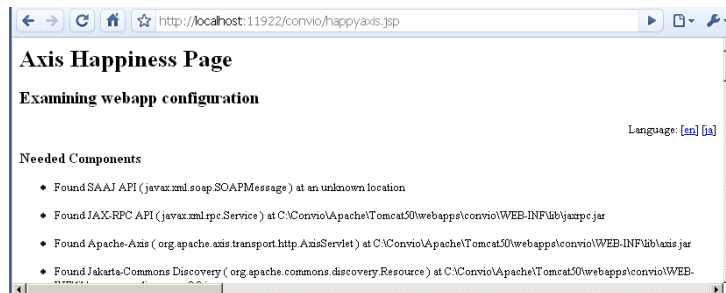 http://localhost:11922/convio/happyaxis.jsp
Axis Happiness Page
Examining webapp configuration
Language: [en] [ja]
Needed Components
Found SAAJ API ( javax.xml.soap.SOAPMessage ) at an unknown location
Found JAX-RPC API ( javax.xml.rpc.Service ) at C:\Convio\Apache\Tomcat50\webapps\convio\WEB-INF\lib\jaxrpc.jar
Found Apache-Axis ( org.apache.axis.transport.http.AxisServlet ) at C:\Convio\Apache\Tomcat50\webapps\convio\WEB-INF\lib\axis.jar
Found Jakarta-Commons Discovery ( org.apache.commons.discovery.Resource ) at C:\Convio\Apache\Tomcat50\webapps\convio\WEB-